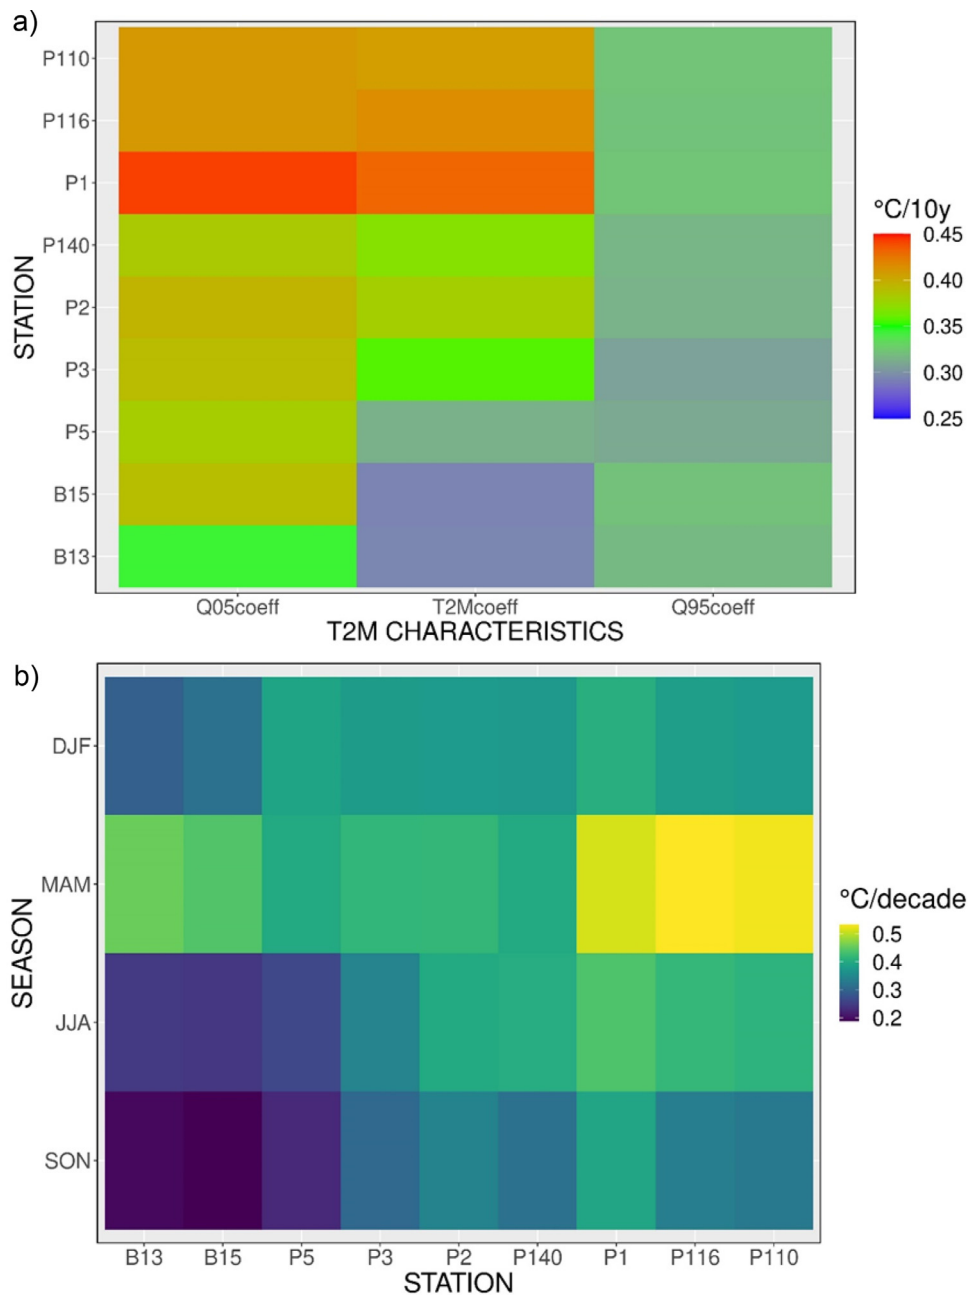 a)
P110
P116
P1
P140
P2
P3
P5
B15
B13
STATION
Q05coeff T2Mcoeff Q95coeff
T2M CHARACTERISTICS
°C/10y
0.45
0.40
0.35
0.30
0.25
b)
DJF
MAM
JJA
SON
SEASON
B13 B15 P5 P3 P2 P140 P1 P116 P110
STATION
°C/decade
0.5
0.4
0.3
0.2